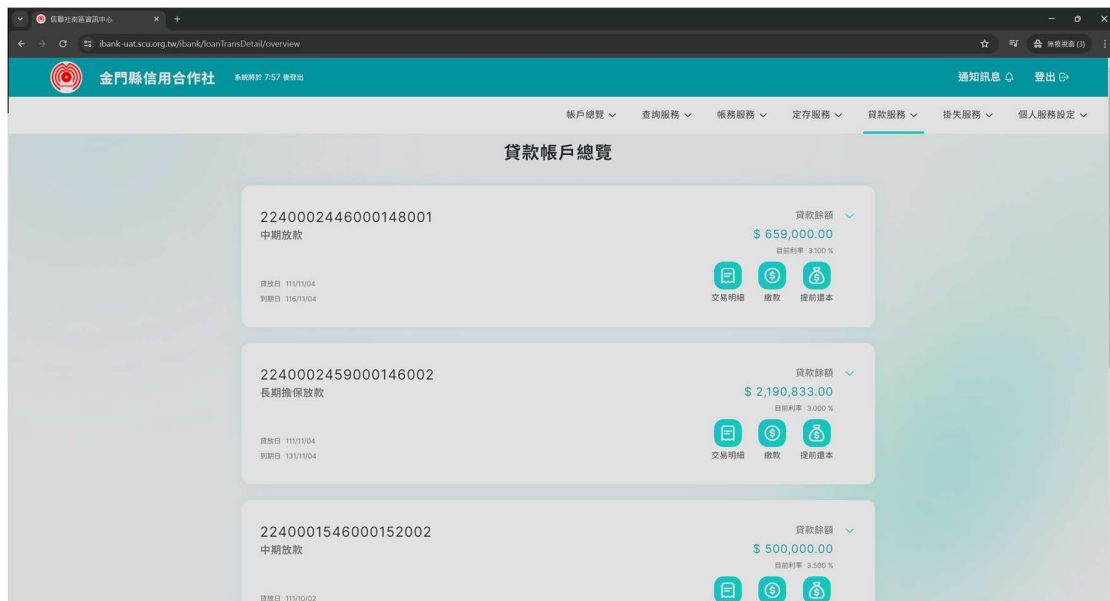 信聯社南區資訊中心
ibank-uat.scu.org.tw/ibank/loanTransDetail/overview
無痕視窗 (3)
金門縣信用合作社
系統將於 7:57 後登出
通知訊息
登出
帳戶總覽
查詢服務
帳務服務
定存服務
貸款服務
掛失服務
個人服務設定
貸款帳戶總覽
2240002446000148001
貸款餘額
中期放款
$ 659,000.00
目前利率 3.100 %
貸放日 111/11/04
到期日 116/11/04
交易明細
繳款
提前還本
2240002459000146002
貸款餘額
長期擔保放款
$ 2,190,833.00
目前利率 3.000 %
貸放日 111/11/04
到期日 131/11/04
交易明細
繳款
提前還本
2240001546000152002
貸款餘額
中期放款
$ 500,000.00
目前利率 3.500 %
貸放日 111/10/02